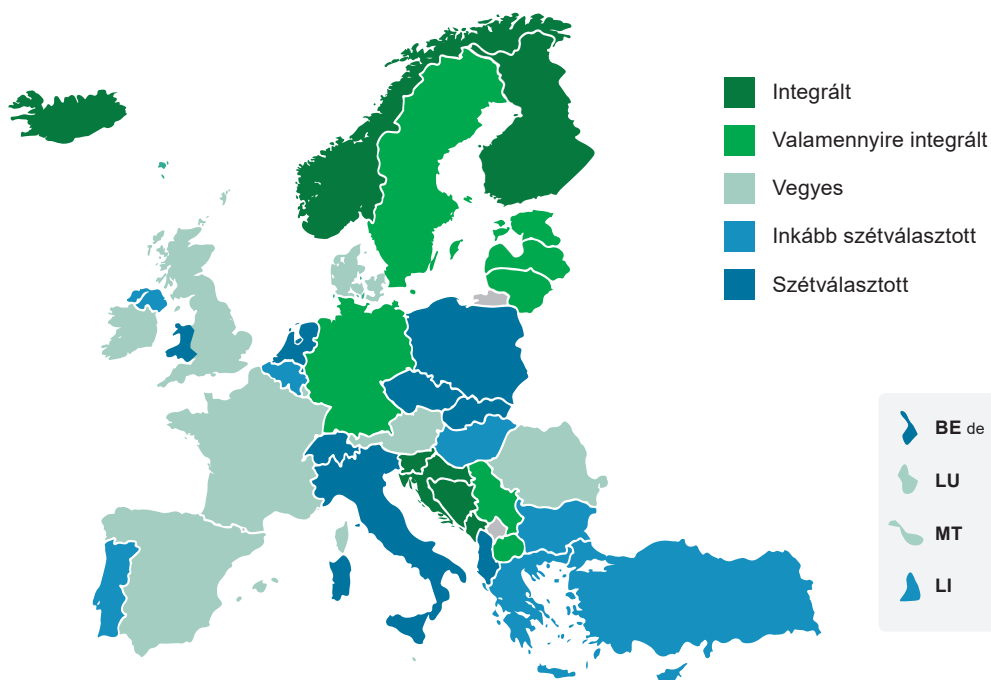 Integrált
Valamennyire integrált
Vegyes
Inkább szétválasztott
Szétválasztott
BE de
LU
MT
LI